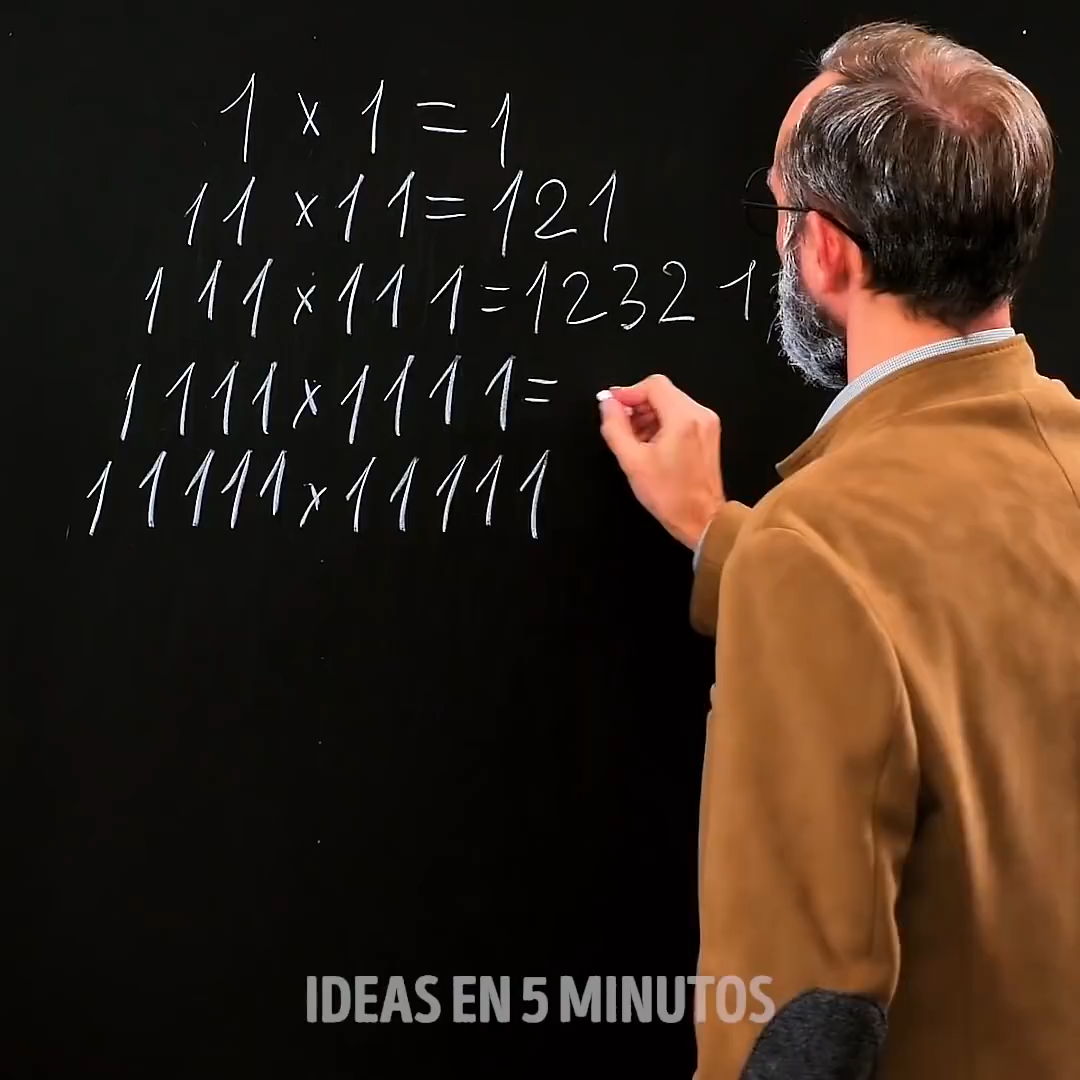 1 x 1 = 1
11 x 11 = 121
111 x 111 = 12321
1111 x 1111 =
11111 x 11111
IDEAS EN 5 MINUTOS